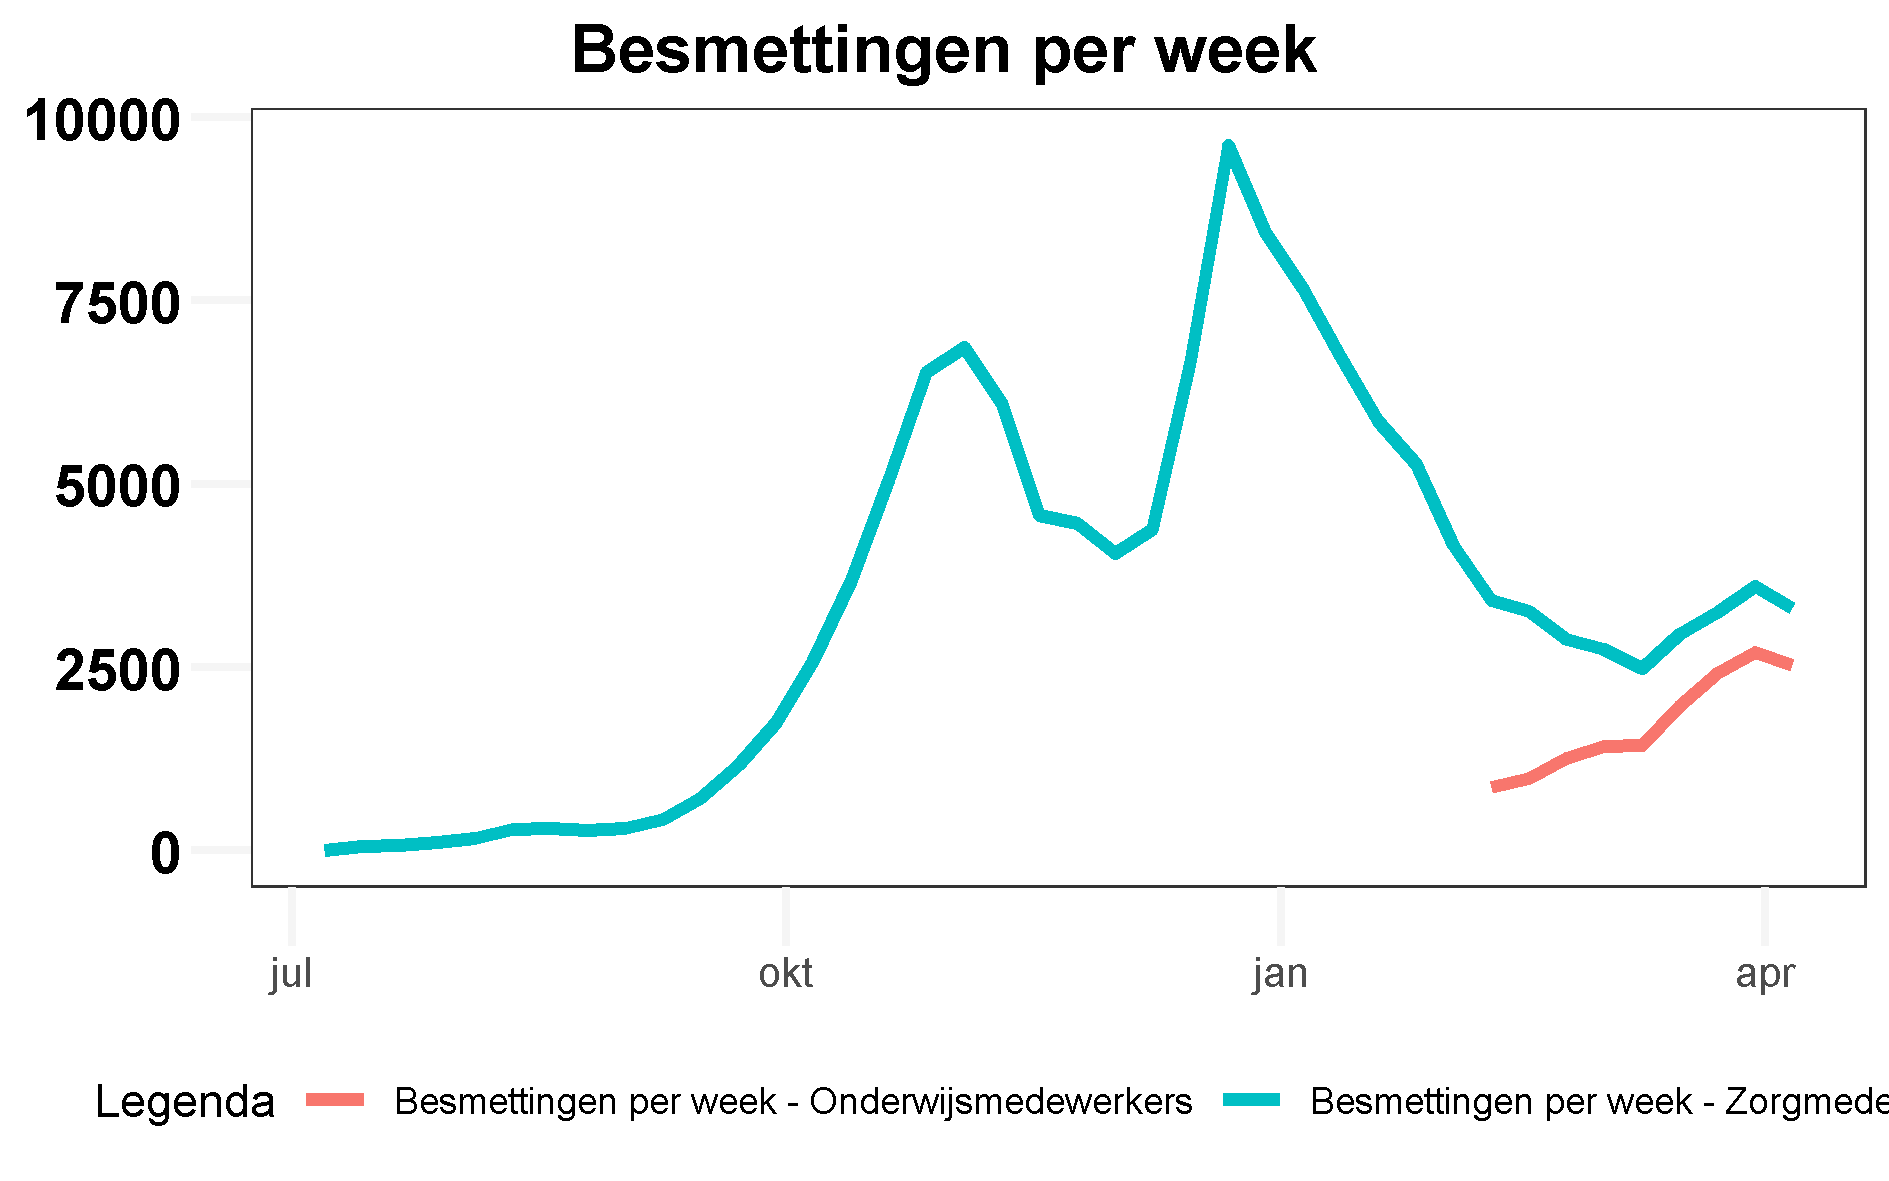 Besmettingen per week
10000
7500
5000
2500
0
jul okt jan apr
Legenda Besmettingen per week - Onderwijsmedewerkers Besmettingen per week - Zorgmede